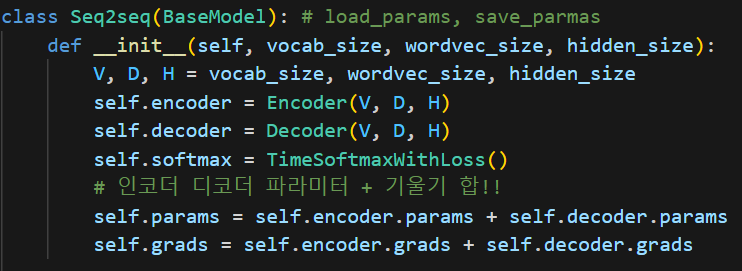 class Seq2seq(BaseModel): # load_params, save_parmas
    def __init__(self, vocab_size, wordvec_size, hidden_size):
        V, D, H = vocab_size, wordvec_size, hidden_size
        self.encoder = Encoder(V, D, H)
        self.decoder = Decoder(V, D, H)
        self.softmax = TimeSoftmaxWithLoss()
        # 인코더 디코더 파라미터 + 기울기 합!!
        self.params = self.encoder.params + self.decoder.params
        self.grads = self.encoder.grads + self.decoder.grads